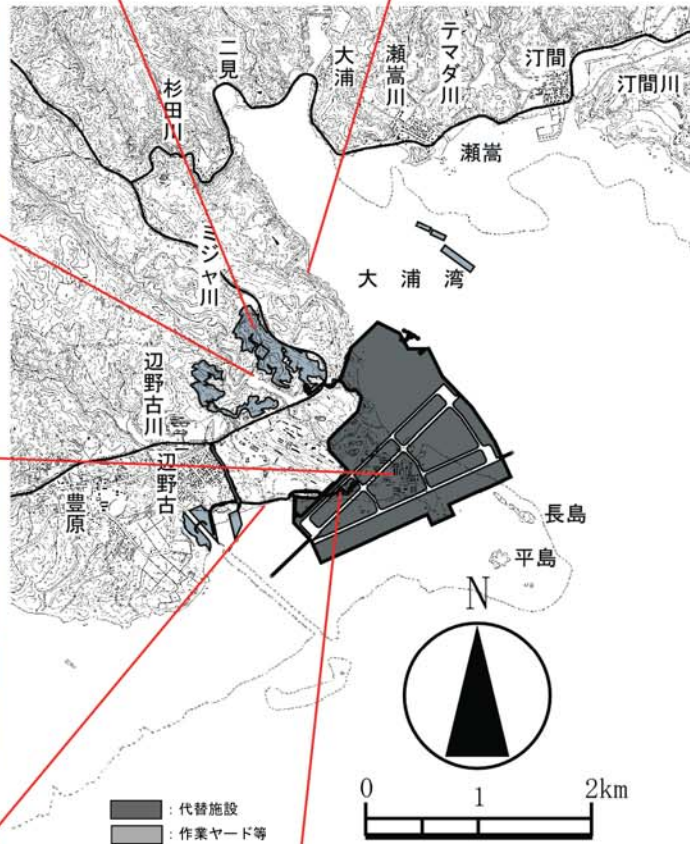 二見
大浦
瀬嵩川
テマダ川
汀間
汀間川
杉田川
瀬嵩
ミジャ川
大浦湾
辺野古川
辺野古
豊原
長島
平島
N
0 1 2km
: 代替施設
: 作業ヤード等